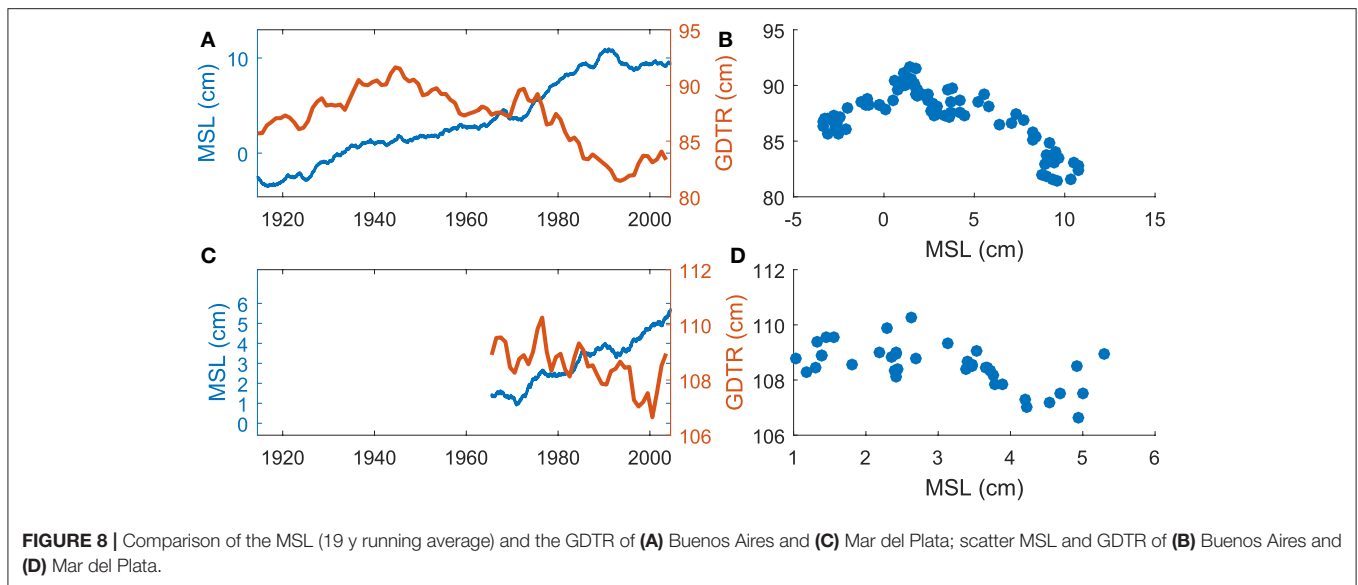 A
MSL (cm)
10
0
95
90
85
80
GDTR (cm)
1920 1940 1960 1980 2000
B
95
90
85
80
GDTR (cm)
-5 0 5 10 15
MSL (cm)
C
MSL (cm)
6
5
4
3
2
1
0
112
110
108
106
GDTR (cm)
1920 1940 1960 1980 2000
D
112
110
108
106
1 2 3 4 5 6
MSL (cm)
FIGURE 8 | Comparison of the MSL (19 y running average) and the GDTR of (A) Buenos Aires and (C) Mar del Plata; scatter MSL and GDTR of (B) Buenos Aires and
(D) Mar del Plata.